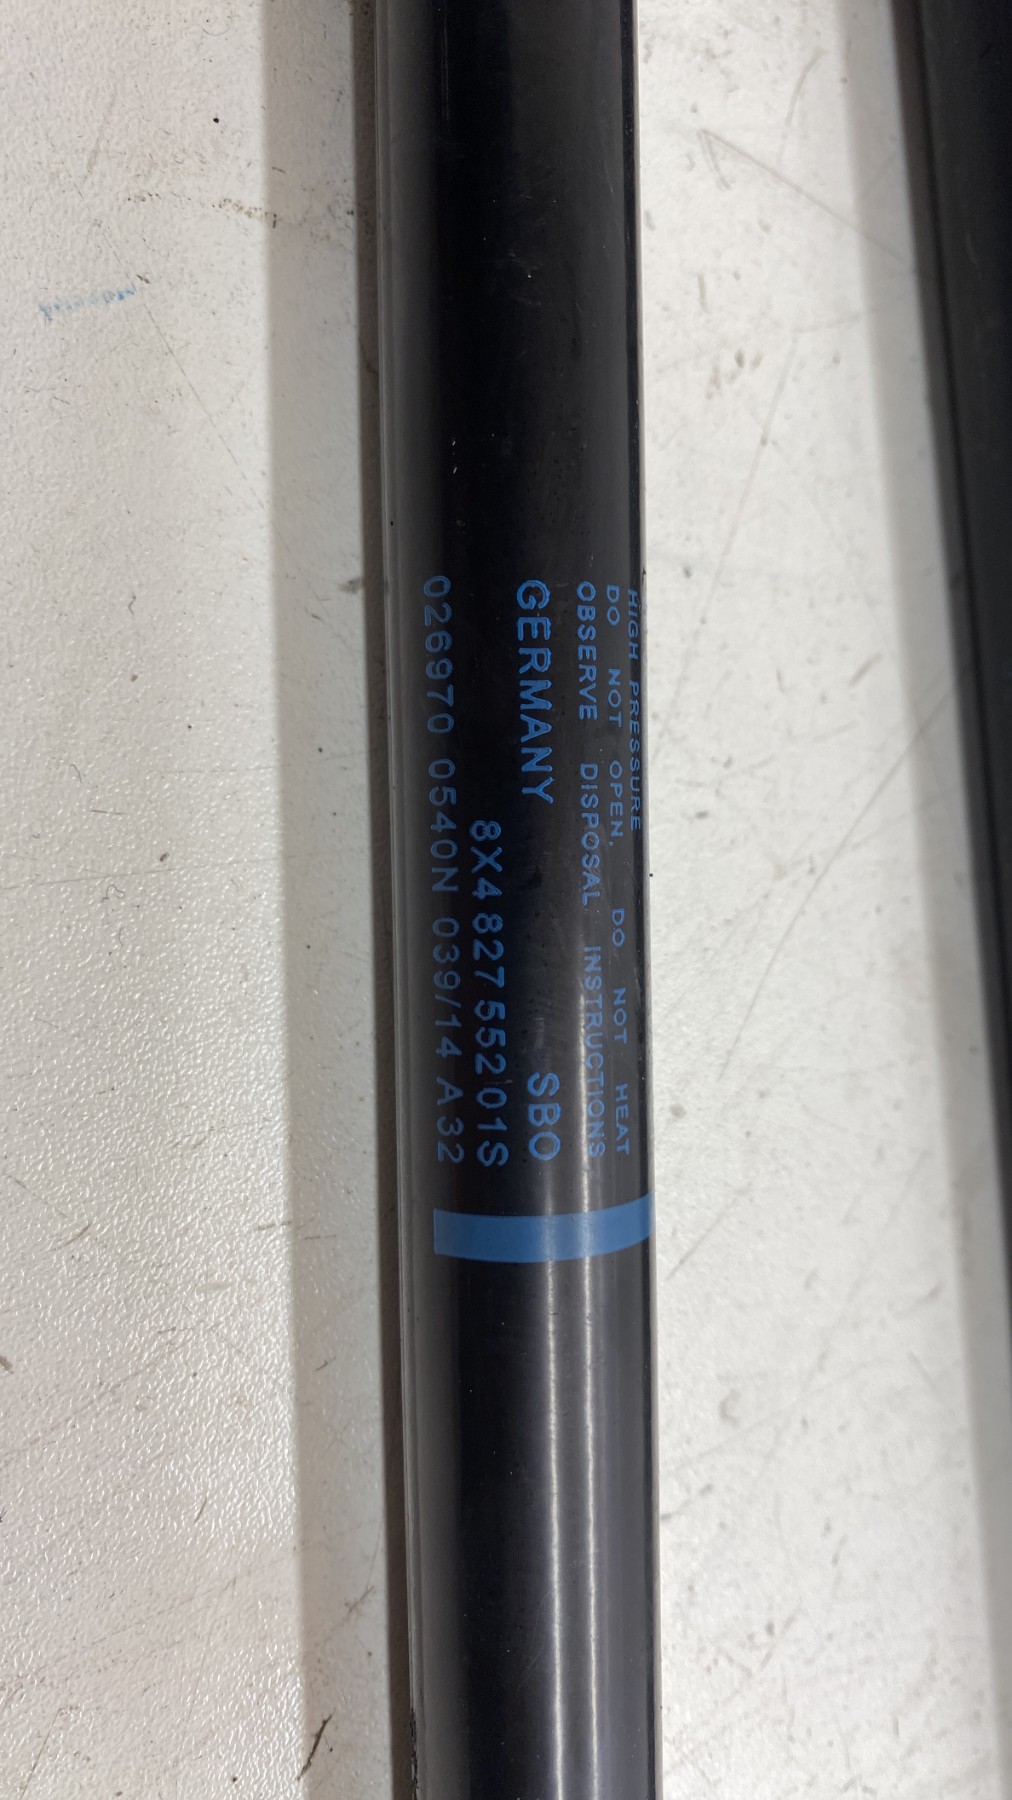 HIGH PRESSURE
DO NOT OPEN, DO NOT HEAT
OBSERVE DISPOSAL INSTRUCTIONS
GERMANY SBO
8X4 827 552 01S
026970 0540N 039/14 A 32